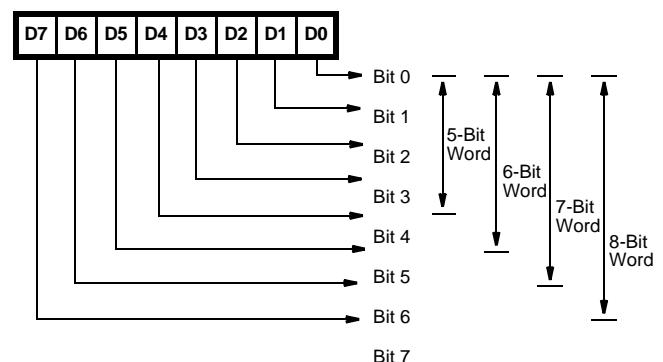 D7 D6 D5 D4 D3 D2 D1 D0
Bit 0
Bit 1
Bit 2
Bit 3
Bit 4
Bit 5
Bit 6
Bit 7
5-Bit
Word
6-Bit
Word
7-Bit
Word
8-Bit
Word